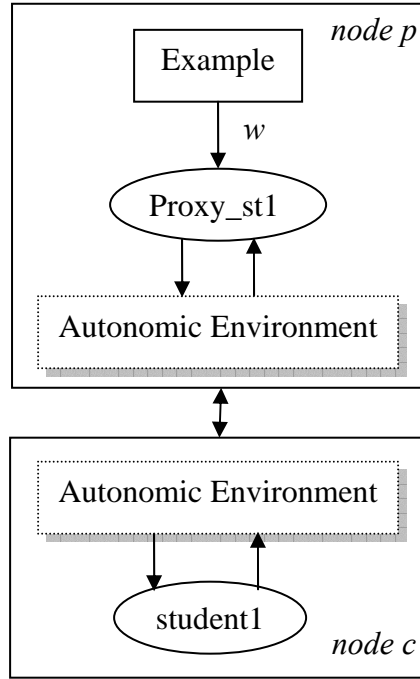 node p
Example
w
Proxy_st1
Autonomic Environment
Autonomic Environment
student1
node c